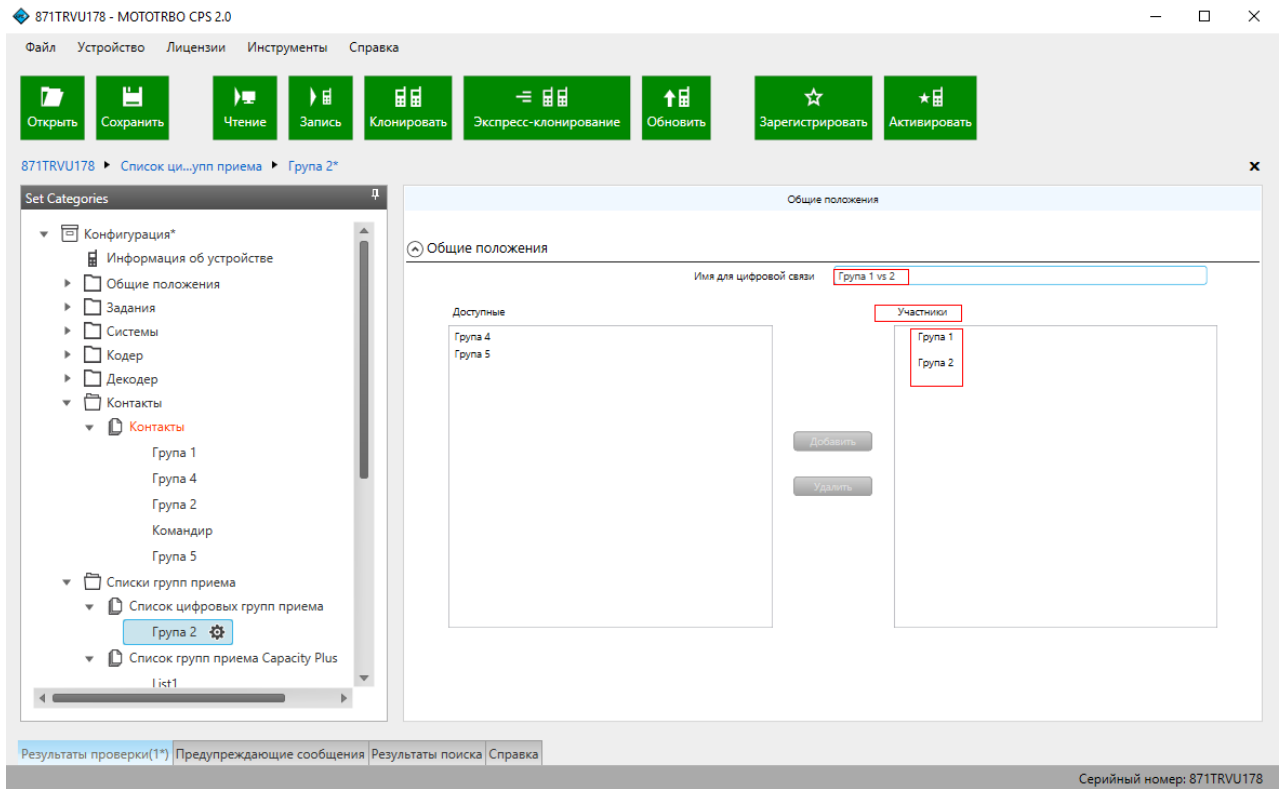 871TRVU178 - MOTOTRBO CPS 2.0
Файл Устройство Лицензии Инструменты Справка
Открыть Сохранить Чтение Запись Клонировать Экспресс-клонирование Обновить Зарегистрировать Активировать
871TRVU178 Список ци...упп приема Група 2*
Set Categories
Конфигурация*
Информация об устройстве
Общие положения
Задания
Системы
Кодер
Декодер
Контакты
Контакты
Група 1
Група 4
Група 2
Командир
Група 5
Списки групп приема
Список цифровых групп приема
Група 2
Список групп приема Capacity Plus
List1
Общие положения
Общие положения
Имя для цифровой связи Група 1 vs 2
Доступные
Група 4
Група 5
Добавить
Удалить
Участники
Група 1
Група 2
Результаты проверки(1*) Предупреждающие сообщения Результаты поиска Справка
Серийный номер: 871TRVU178